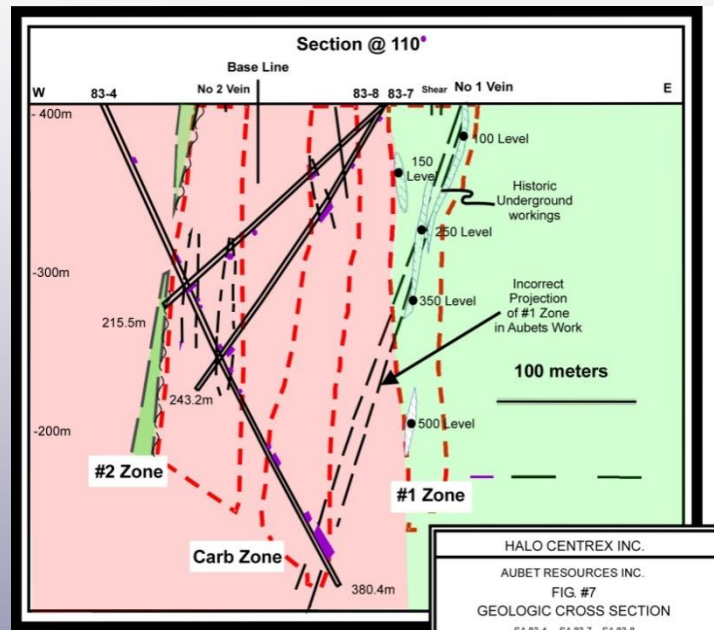 Section @ 110°
Base Line
W
83-4
No 2 Vein
83-8
83-7
Shear
No 1 Vein
E
- 400m
100 Level
150
Level
Historic
Underground
workings
250 Level
-300m
Incorrect
Projection
of #1 Zone
in Aubets Work
350 Level
215.5m
100 meters
243.2m
-200m
500 Level
#2 Zone
#1 Zone
Carb Zone
380.4m
HALO CENTREX INC.
AUBET RESOURCES INC.
FIG. #7
GEOLOGIC CROSS SECTION